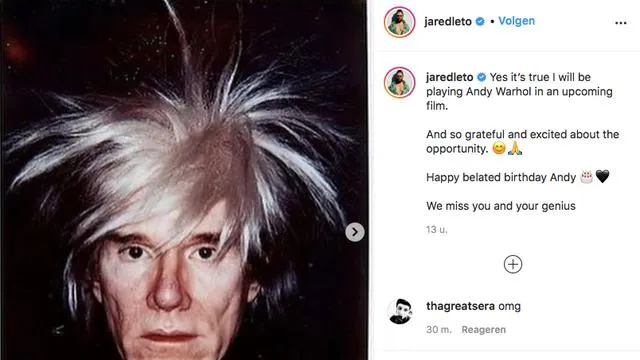 jaredleto • Volgen
jaredleto Yes it’s true I will be
playing Andy Warhol in an upcoming
film.
And so grateful and excited about the
opportunity. 😊🙏
Happy belated birthday Andy 🎂🖤
We miss you and your genius
13 u.
thagreatsera omg
30 m. Reageren